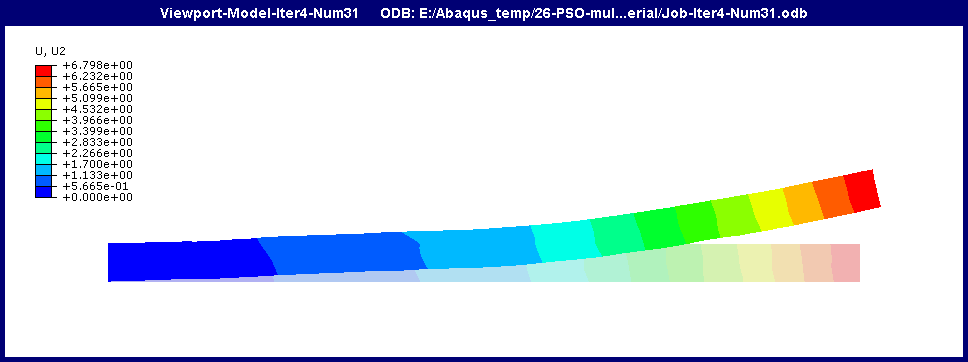 Viewport-Model-Iter4-Num31 ODB: E:/Abaqus_temp/26-PSO-mul...erial/Job-Iter4-Num31.odb
U, U2
+6.798e+00
+6.232e+00
+5.665e+00
+5.099e+00
+4.532e+00
+3.966e+00
+3.399e+00
+2.833e+00
+2.266e+00
+1.700e+00
+1.133e+00
+5.665e-01
+0.000e+00